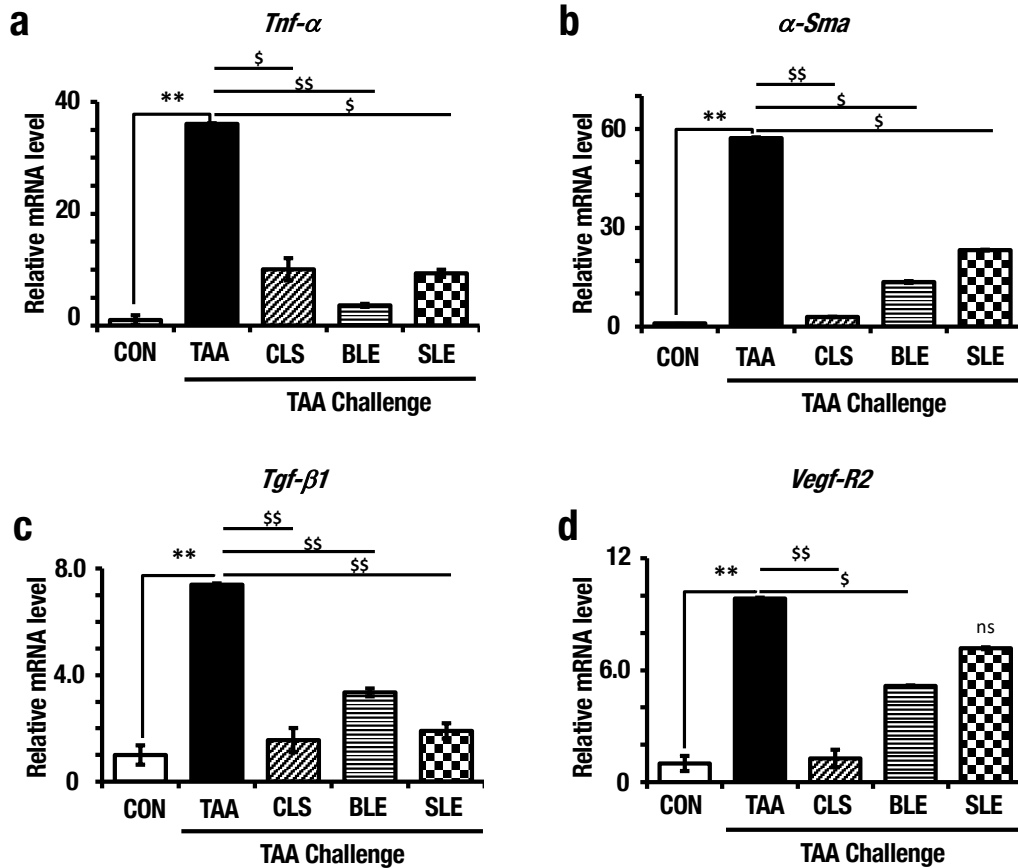 a
Tnf-α
$
$$
** $
40
20
0
Relative mRNA level
CON TAA CLS BLE SLE
TAA Challenge
b
α-Sma
$$
$
** $
60
30
0
Relative mRNA level
CON TAA CLS BLE SLE
TAA Challenge
c
Tgf-β1
$$
$$
** $$
8.0
4.0
0
Relative mRNA level
CON TAA CLS BLE SLE
TAA Challenge
d
Vegf-R2
$$
** $
ns
12
6.0
0
Relative mRNA level
CON TAA CLS BLE SLE
TAA Challenge